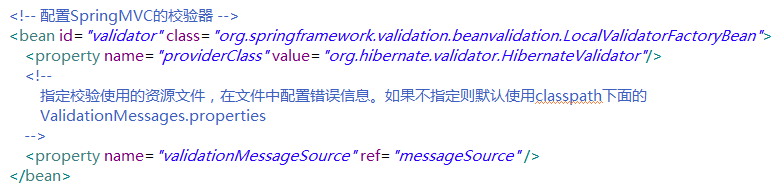 <!-- 配置SpringMVC的校验器 -->
<bean id="validator" class="org.springframework.validation.beanvalidation.LocalValidatorFactoryBean">
<property name="providerClass" value="org.hibernate.validator.HibernateValidator"/>
<!--
指定校验使用的资源文件，在文件中配置错误信息。如果不指定则默认使用classpath下面的
ValidationMessages.properties
-->
<property name="validationMessageSource" ref="messageSource" />
</bean>